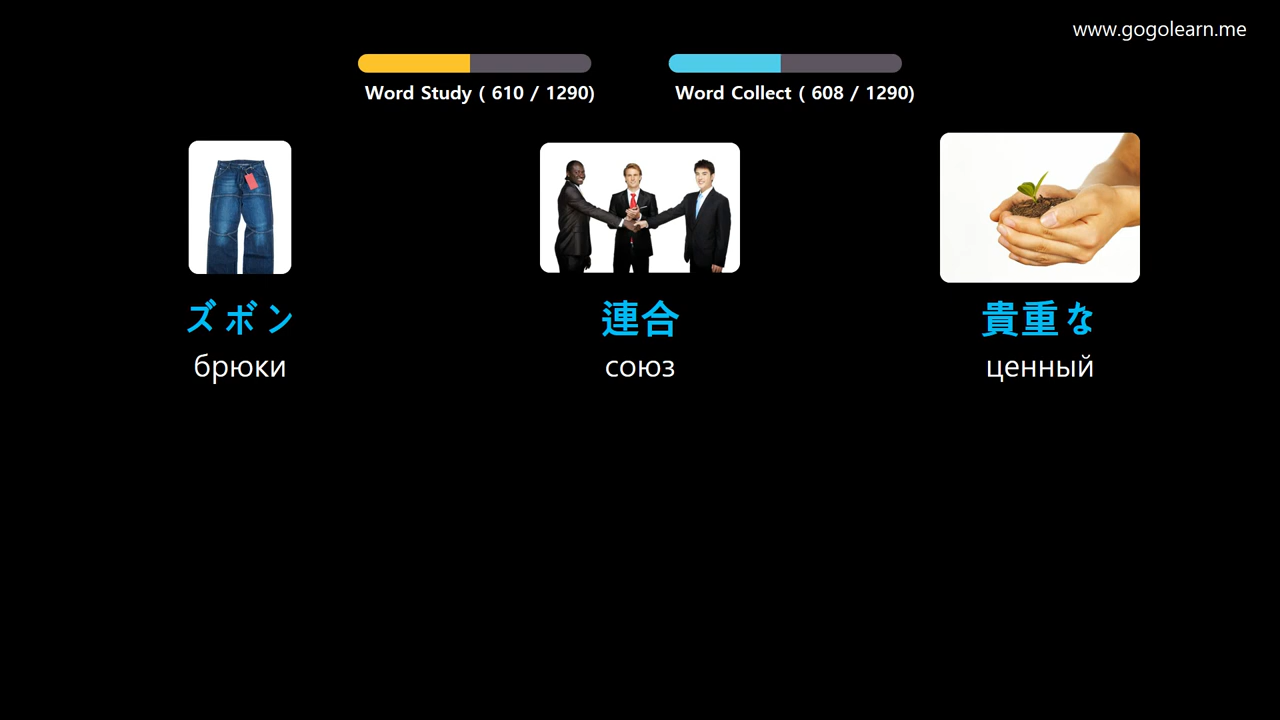 www.gogolearn.me
Word Study ( 610 / 1290)
Word Collect ( 608 / 1290)
ズボン
連合
貴重な
брюки
союз
ценный